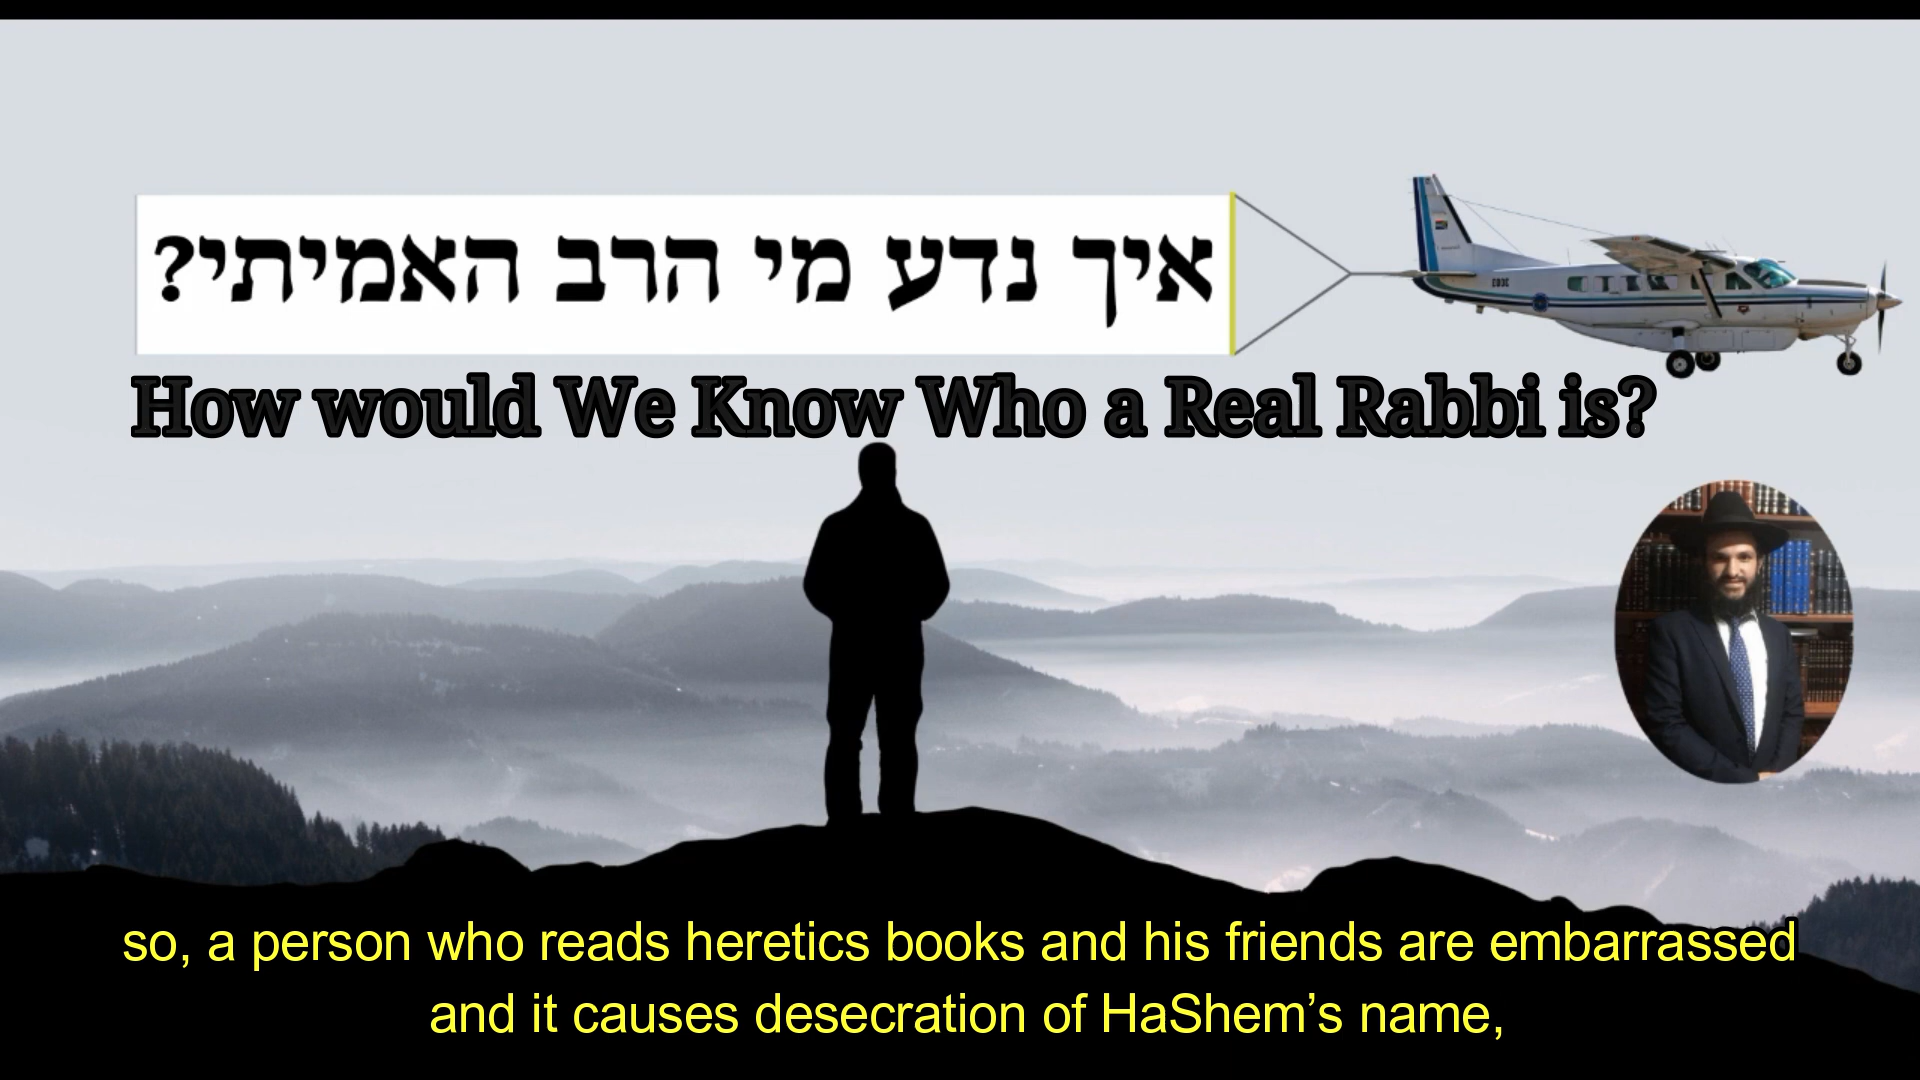 איך נדע מי הרב האמיתי?
How would We Know Who a Real Rabbi is?
so, a person who reads heretics books and his friends are embarrassed
and it causes desecration of HaShem’s name,